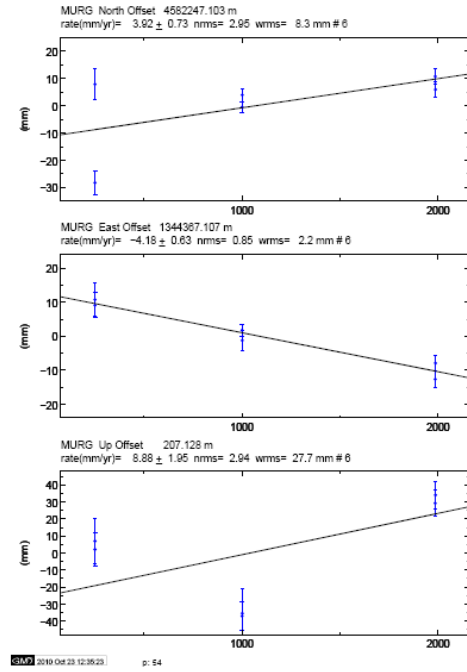 MURG North Offset 4582247.103 m
rate(mm/yr)= 3.92 ± 0.73 nrms= 2.95 wrms= 8.3 mm # 6
20
10
0
−10
−20
−30
(mm)
1000
2000
MURG East Offset 1344367.107 m
rate(mm/yr)= −4.18 ± 0.63 nrms= 0.85 wrms= 2.2 mm # 6
20
10
0
−10
−20
(mm)
1000
2000
MURG Up Offset 207.128 m
rate(mm/yr)= 8.88 ± 1.95 nrms= 2.94 wrms= 27.7 mm # 6
40
30
20
10
0
−10
−20
−30
−40
(mm)
1000
2000
GMD 2010 Oct 23 12:35:23 p: 54